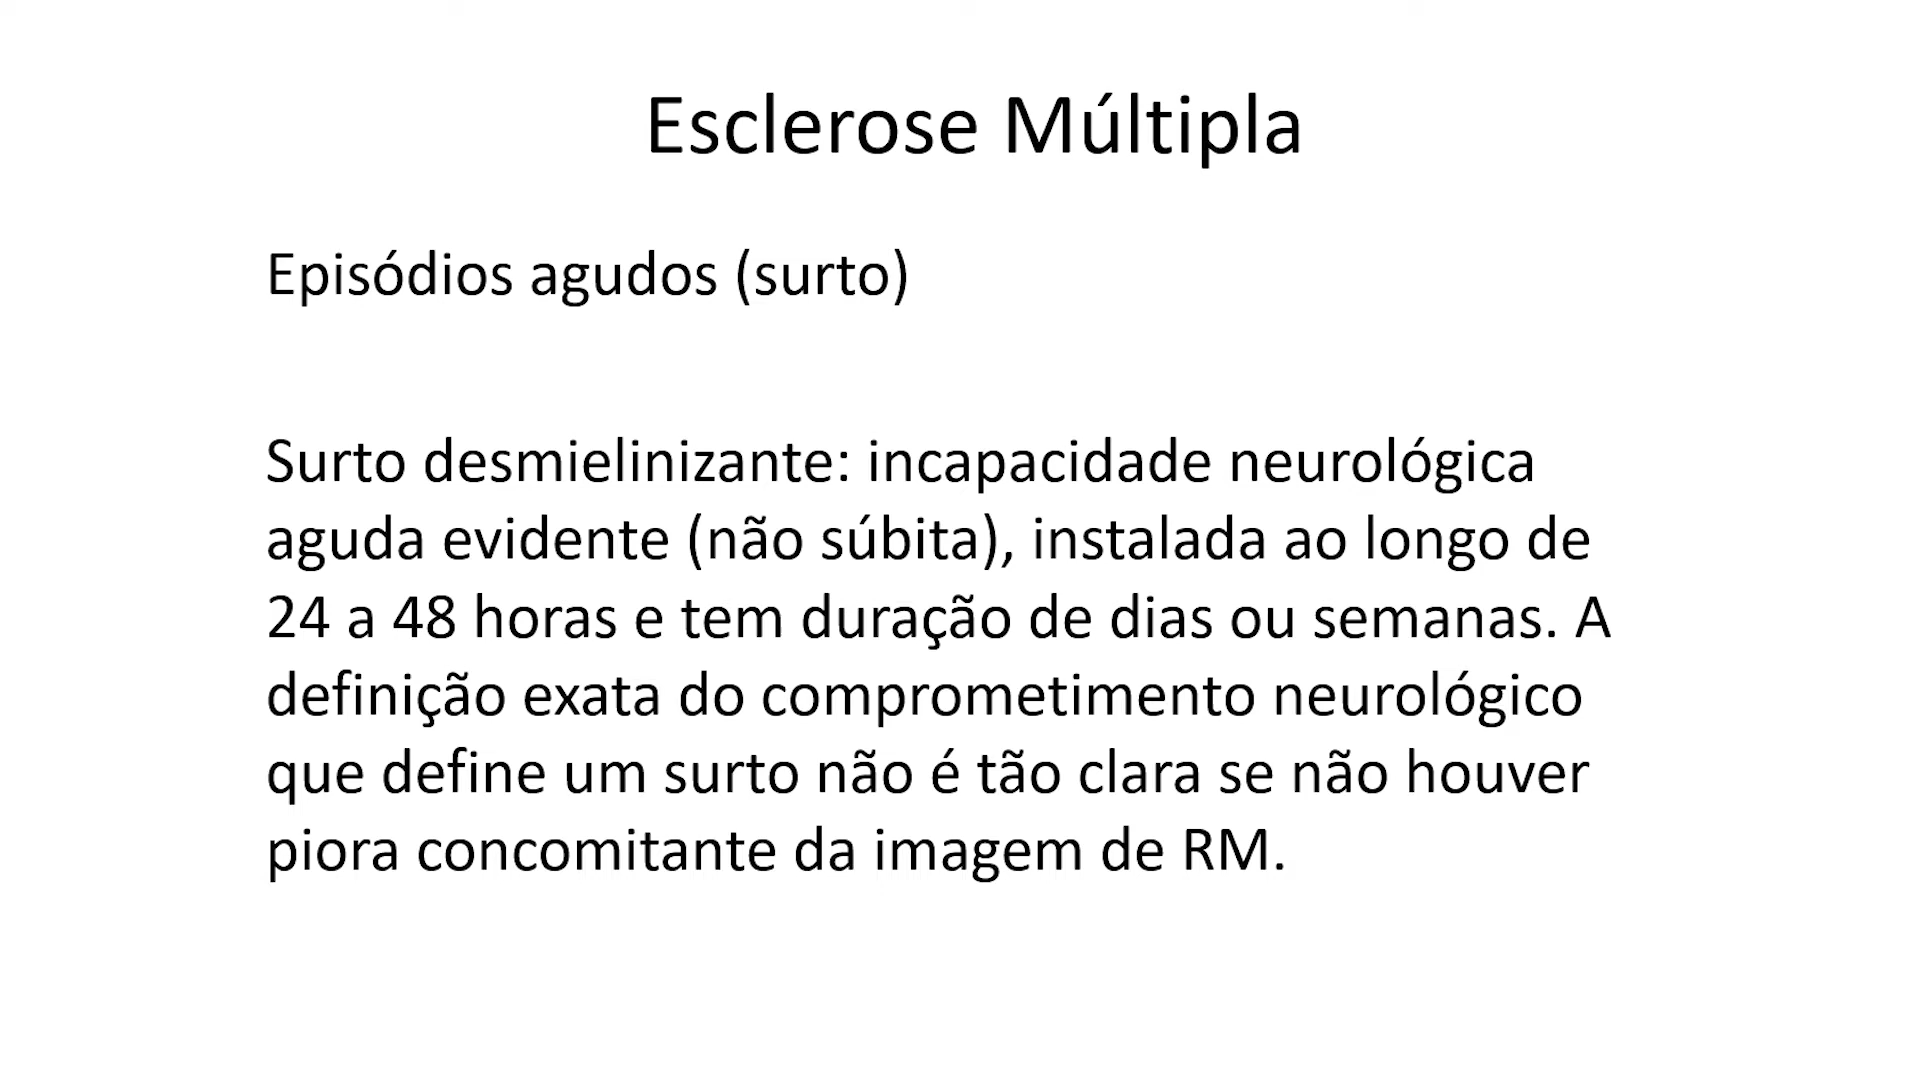 Esclerose Múltipla
Episódios agudos (surto)
Surto desmielinizante: incapacidade neurológica
aguda evidente (não súbita), instalada ao longo de
24 a 48 horas e tem duração de dias ou semanas. A
definição exata do comprometimento neurológico
que define um surto não é tão clara se não houver
piora concomitante da imagem de RM.